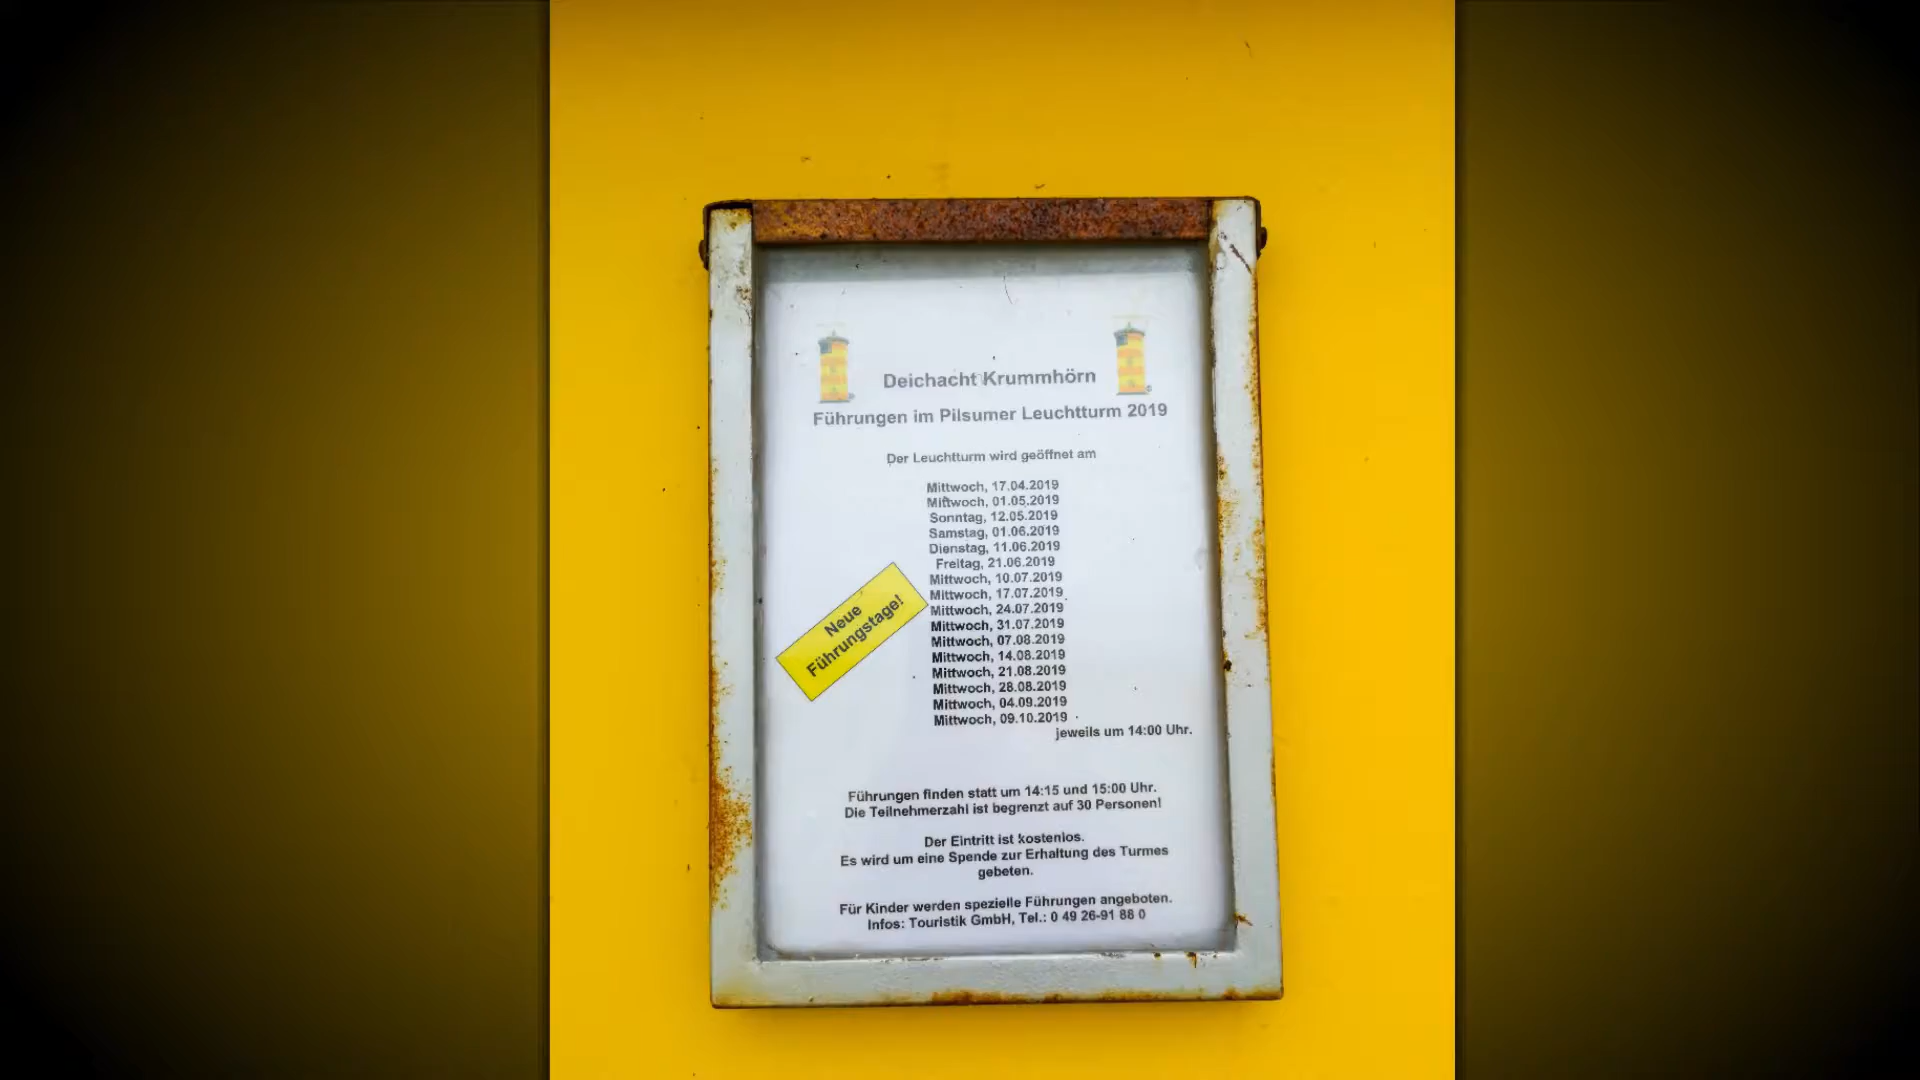 Deichacht Krummhörn
Führungen im Pilsumer Leuchtturm 2019
Der Leuchtturm wird geöffnet am
Mittwoch, 17.04.2019
Mittwoch, 01.05.2019
Sonntag, 12.05.2019
Samstag, 01.06.2019
Dienstag, 11.06.2019
Freitag, 21.06.2019
Mittwoch, 10.07.2019
Mittwoch, 17.07.2019
Mittwoch, 24.07.2019
Mittwoch, 31.07.2019
Mittwoch, 07.08.2019
Mittwoch, 14.08.2019
Mittwoch, 21.08.2019
Mittwoch, 28.08.2019
Mittwoch, 04.09.2019
Mittwoch, 09.10.2019
jeweils um 14:00 Uhr.
Neue
Führungstage!
Führungen finden statt um 14:15 und 15:00 Uhr.
Die Teilnehmerzahl ist begrenzt auf 30 Personen!
Der Eintritt ist kostenlos.
Es wird um eine Spende zur Erhaltung des Turmes
gebeten.
Für Kinder werden spezielle Führungen angeboten.
Infos: Touristik GmbH, Tel.: 0 49 26-91 88 0